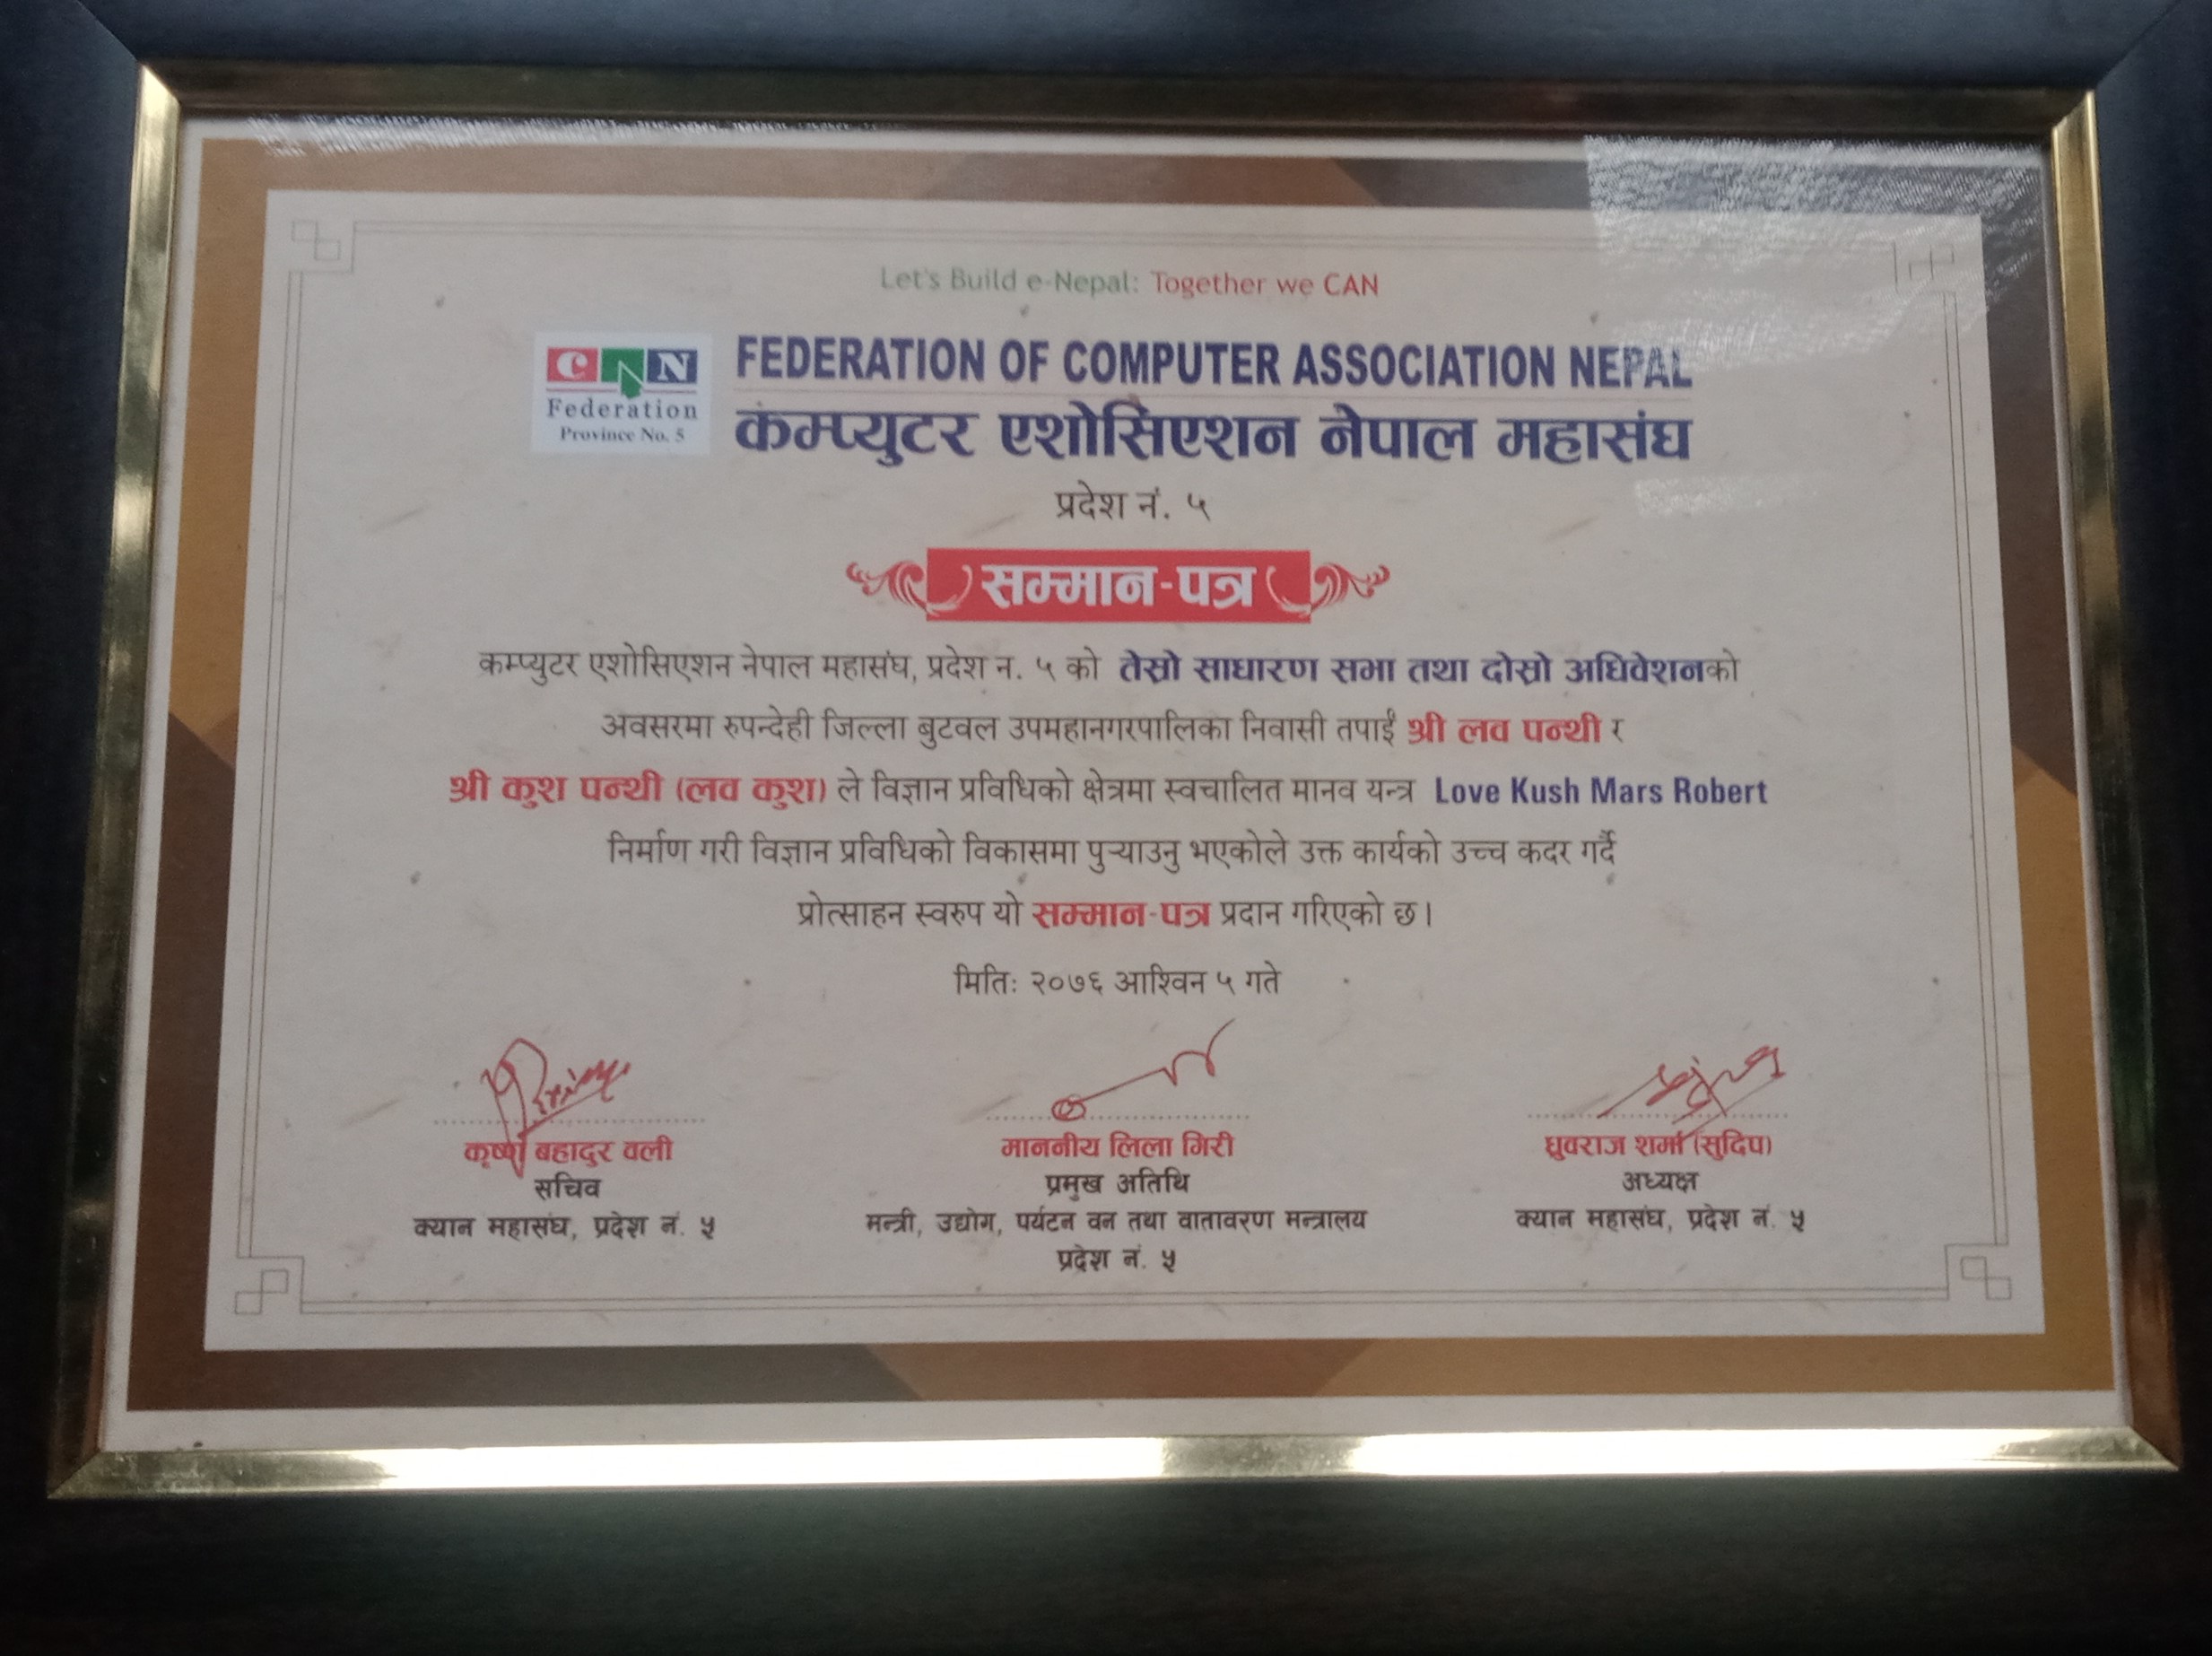 Let's Build e-Nepal: Together we CAN
CAN
Federation
Province No. 5
FEDERATION OF COMPUTER ASSOCIATION NEPAL
कम्प्युटर एशोसिएशन नेपाल महासंघ
प्रदेश नं. ५
सम्मान-पत्र
कम्प्युटर एशोसिएशन नेपाल महासंघ, प्रदेश न. ५ को तेस्रो साधारण सभा तथा दोस्रो अधिवेशनको
अवसरमा रुपन्देही जिल्ला बुटवल उपमहानगरपालिका निवासी तपाईं श्री लव पन्थी र
श्री कुश पन्थी (लव कुश) ले विज्ञान प्रविधिको क्षेत्रमा स्वचालित मानव यन्त्र Love Kush Mars Robert
निर्माण गरी विज्ञान प्रविधिको विकासमा पुऱ्याउनु भएकोले उक्त कार्यको उच्च कदर गर्दै
प्रोत्साहन स्वरुप यो सम्मान-पत्र प्रदान गरिएको छ।
मितिः २०७६ आश्विन ५ गते
कृष्ण बहादुर वली
सचिव
क्यान महासंघ, प्रदेश नं. ५
माननीय लिला गिरी
प्रमुख अतिथि
मन्त्री, उद्योग, पर्यटन वन तथा वातावरण मन्त्रालय
प्रदेश नं. ५
ध्रुवराज शर्मा (सुदिप)
अध्यक्ष
क्यान महासंघ, प्रदेश नं. ५